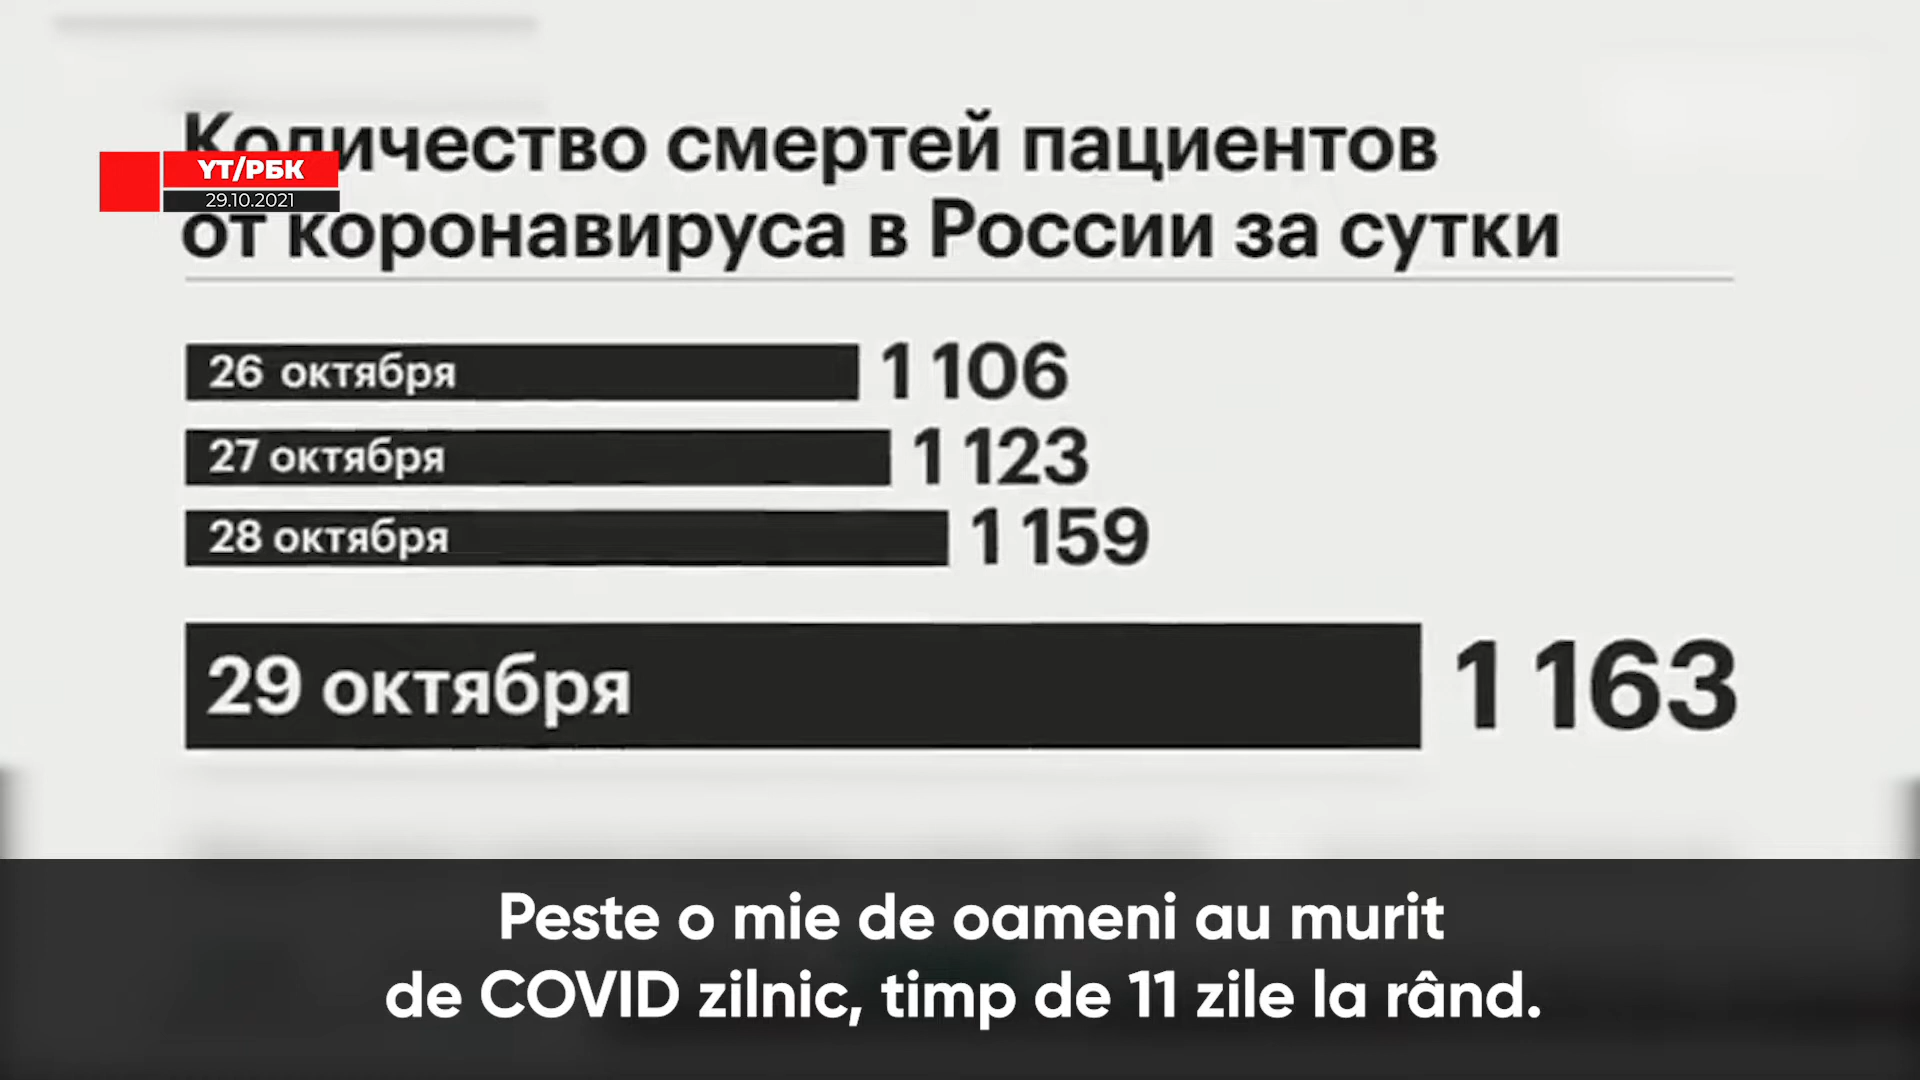 Количество смертей пациентов
YT/РБК
29.10.2021
от коронавируса в России за сутки
26 октября 1 106
27 октября 1 123
28 октября 1 159
29 октября 1 163
Peste o mie de oameni au murit
de COVID zilnic, timp de 11 zile la rând.